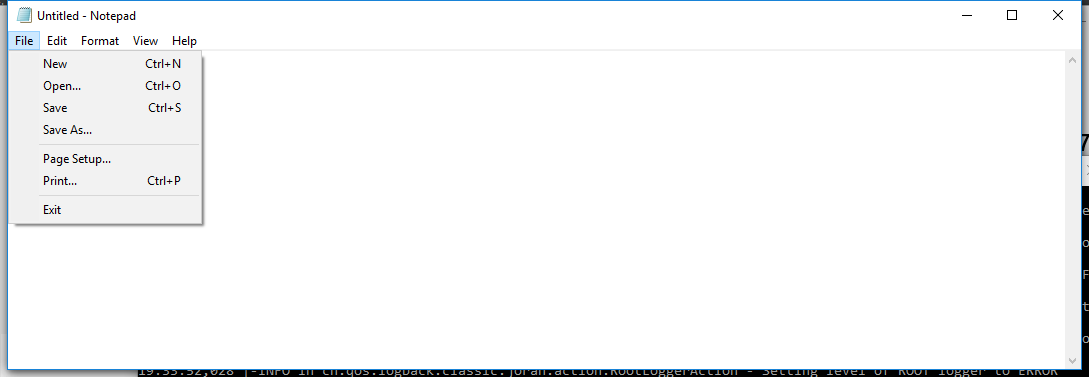 Untitled - Notepad
File Edit Format View Help
New Ctrl+N
Open... Ctrl+O
Save Ctrl+S
Save As...
Page Setup...
Print... Ctrl+P
Exit
7
e
o
F
t
o
19:33:52,028 |-INFO in ch.qos.logback.classic.joran.action.RootLoggerAction - Setting level of ROOT logger to ERROR